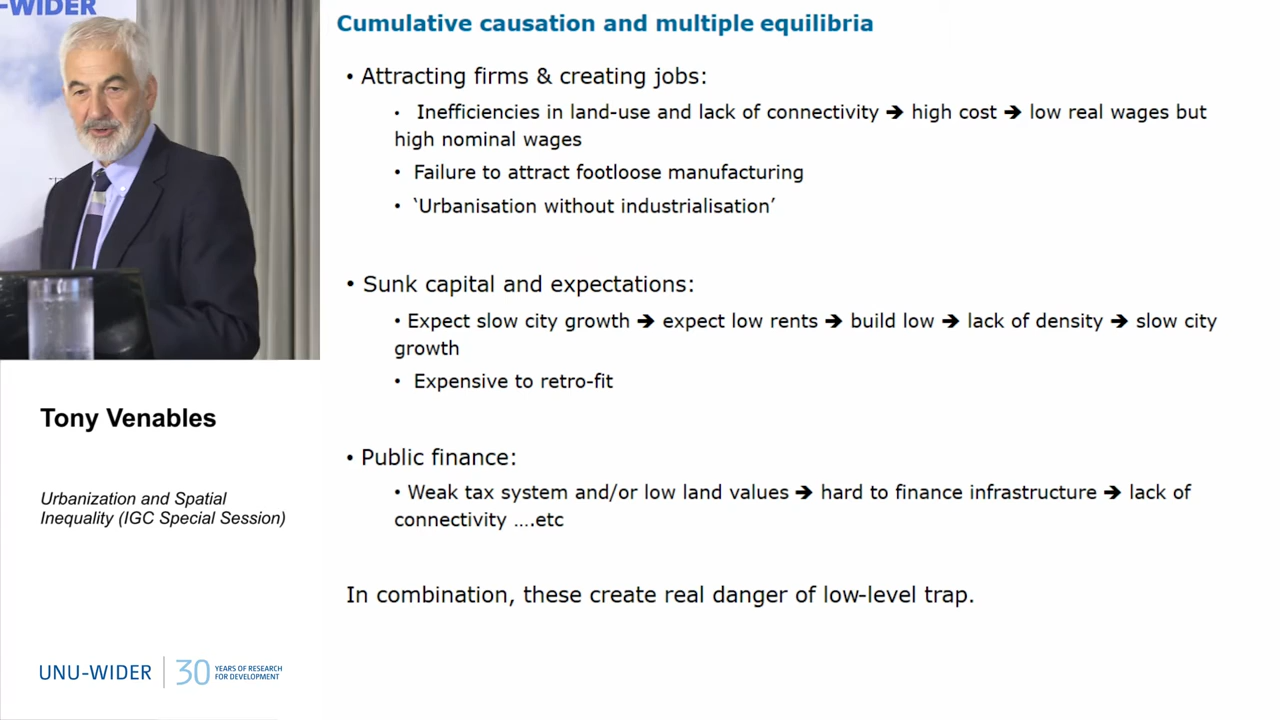 -WIDER
Cumulative causation and multiple equilibria
• Attracting firms & creating jobs:
• Inefficiencies in land-use and lack of connectivity ➔ high cost ➔ low real wages but
high nominal wages
• Failure to attract footloose manufacturing
• ‘Urbanisation without industrialisation’
• Sunk capital and expectations:
• Expect slow city growth ➔ expect low rents ➔ build low ➔ lack of density ➔ slow city
growth
• Expensive to retro-fit
• Public finance:
• Weak tax system and/or low land values ➔ hard to finance infrastructure ➔ lack of
connectivity ….etc
In combination, these create real danger of low-level trap.
Tony Venables
Urbanization and Spatial
Inequality (IGC Special Session)
UNU-WIDER
30 YEARS OF RESEARCH
FOR DEVELOPMENT